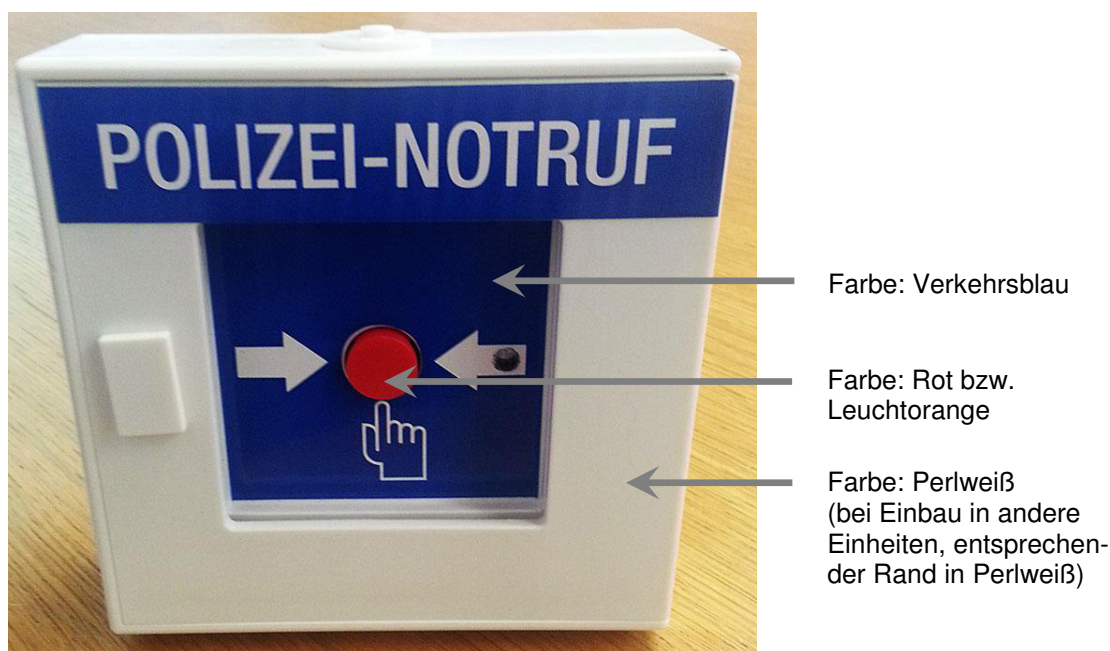 POLIZEI-NOTRUF
Farbe: Verkehrsblau
Farbe: Rot bzw.
Leuchtorange
Farbe: Perlweiß
(bei Einbau in andere
Einheiten, entsprechen-
der Rand in Perlweiß)